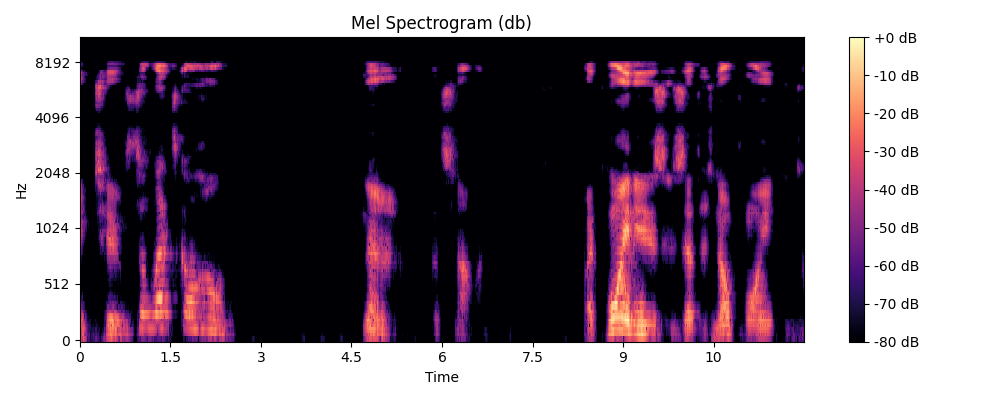 Mel Spectrogram (db)
Hz
8192
4096
2048
1024
512
0
0 1.5 3 4.5 6 7.5 9 10
Time
+0 dB
-10 dB
-20 dB
-30 dB
-40 dB
-50 dB
-60 dB
-70 dB
-80 dB